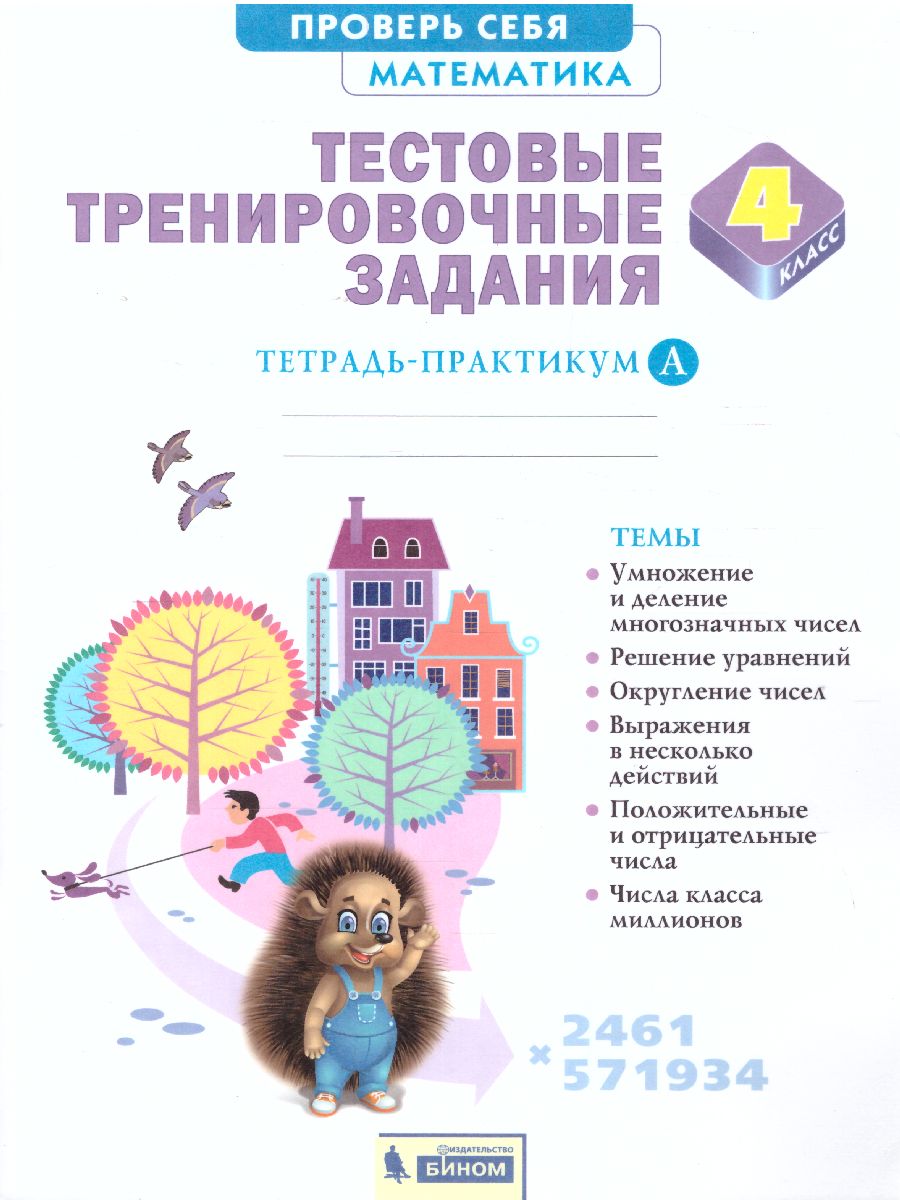 ПРОВЕРЬ СЕБЯ
МАТЕМАТИКА
ТЕСТОВЫЕ
ТРЕНИРОВОЧНЫЕ
ЗАДАНИЯ
4
КЛАСС
ТЕТРАДЬ-ПРАКТИКУМ А
ТЕМЫ
• Умножение
и деление
многозначных чисел
• Решение уравнений
• Округление чисел
• Выражения
в несколько
действий
• Положительные
и отрицательные
числа
• Числа класса
миллионов
× 2461
571934
ИЗДАТЕЛЬСТВО
БИНОМ